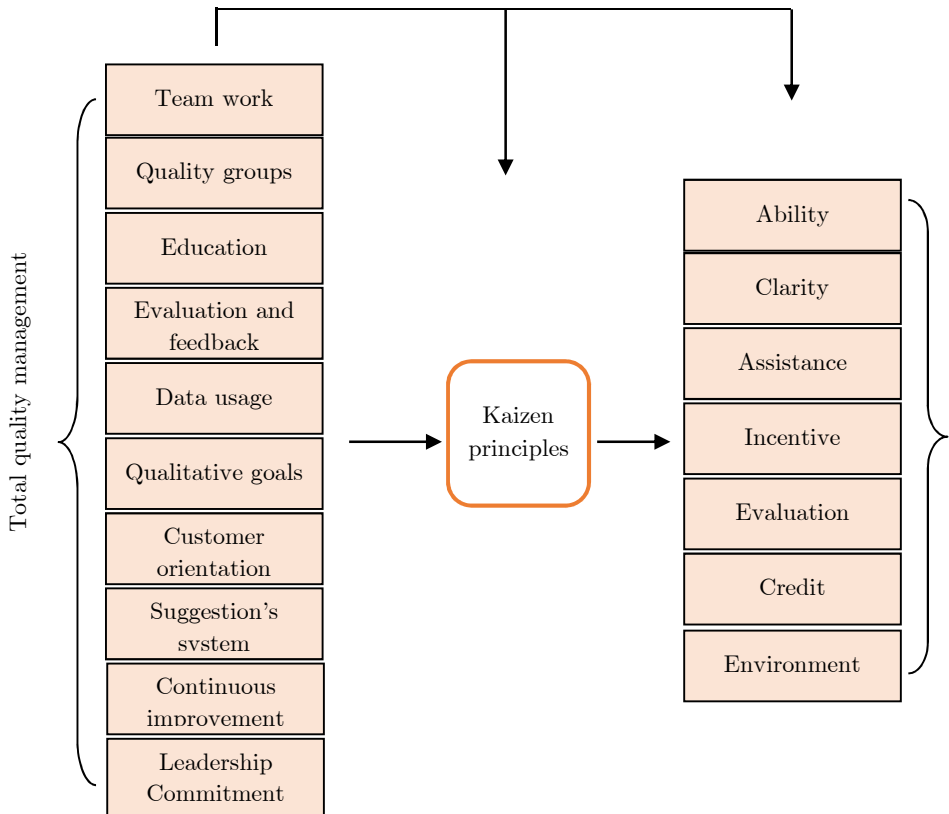 Total quality management
Team work
Quality groups
Education
Evaluation and
feedback
Data usage
Qualitative goals
Customer
orientation
Suggestion's
system
Continuous
improvement
Leadership
Commitment
Kaizen
principles
Ability
Clarity
Assistance
Incentive
Evaluation
Credit
Environment